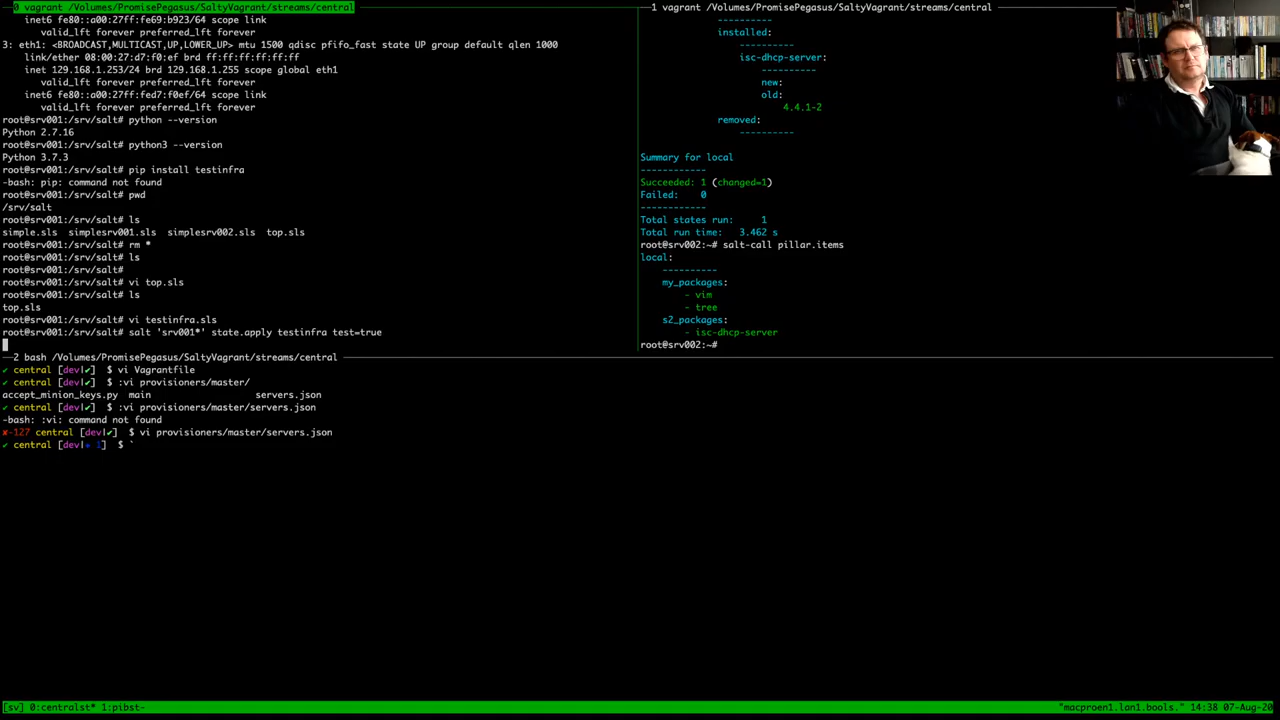 0 vagrant /Volumes/PromisePegasus/SaltyVagrant/streams/central
inet6 fe80::a00:27ff:fe69:b923/64 scope link
valid_lft forever preferred_lft forever
3: eth1: <BROADCAST,MULTICAST,UP,LOWER_UP> mtu 1500 qdisc pfifo_fast state UP group default qlen 1000
link/ether 08:00:27:d7:f0:ef brd ff:ff:ff:ff:ff:ff
inet 129.168.1.253/24 brd 129.168.1.255 scope global eth1
valid_lft forever preferred_lft forever
inet6 fe80::a00:27ff:fed7:f0ef/64 scope link
valid_lft forever preferred_lft forever
root@srv001:/srv/salt# python --version
Python 2.7.16
root@srv001:/srv/salt# python3 --version
Python 3.7.3
root@srv001:/srv/salt# pip install testinfra
-bash: pip: command not found
root@srv001:/srv/salt# pwd
/srv/salt
root@srv001:/srv/salt# ls
simple.sls  simplesrv001.sls  simplesrv002.sls  top.sls
root@srv001:/srv/salt# rm *
root@srv001:/srv/salt# ls
root@srv001:/srv/salt#
root@srv001:/srv/salt# vi top.sls
root@srv001:/srv/salt# ls
top.sls
root@srv001:/srv/salt# vi testinfra.sls
root@srv001:/srv/salt# salt 'srv001*' state.apply testinfra test=true
1 vagrant /Volumes/PromisePegasus/SaltyVagrant/streams/central
----------
installed:
----------
isc-dhcp-server:
----------
new:
old:
4.4.1-2
removed:
----------
Summary for local
------------
Succeeded: 1 (changed=1)
Failed:    0
------------
Total states run:     1
Total run time:   3.462 s
root@srv002:~# salt-call pillar.items
local:
----------
my_packages:
- vim
- tree
s2_packages:
- isc-dhcp-server
root@srv002:~#
2 bash /Volumes/PromisePegasus/SaltyVagrant/streams/central
✔ central [dev|✔]  $ vi Vagrantfile
✔ central [dev|✔]  $ :vi provisioners/master/
accept_minion_keys.py  main  servers.json
✔ central [dev|✔]  $ :vi provisioners/master/servers.json
-bash: :vi: command not found
✘-127 central [dev|✔]  $ vi provisioners/master/servers.json
✔ central [dev|✚ 1]  $ `
[sv] 0:centralst* 1:pibst-
"macproen1.lan1.bools." 14:38 07-Aug-20